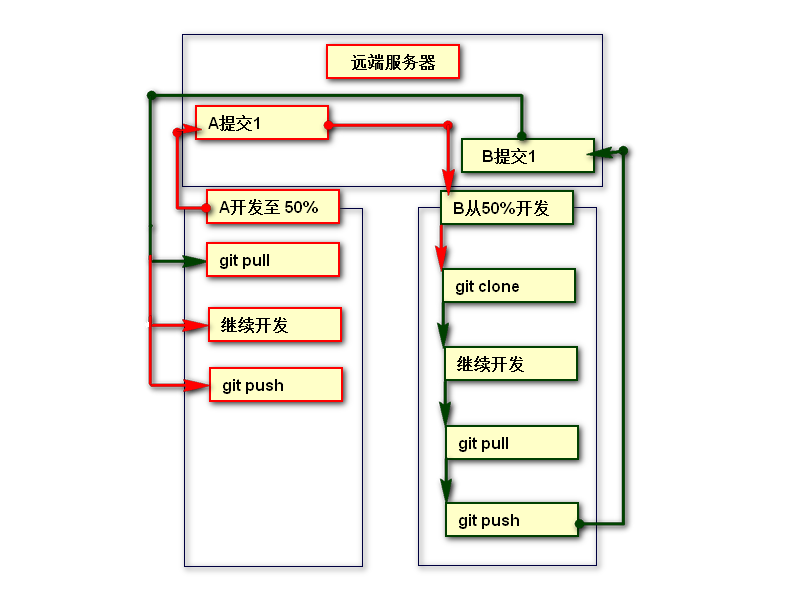 远端服务器
A提交1
B提交1
A开发至 50%
git pull
继续开发
git push
B从50%开发
git clone
继续开发
git pull
git push